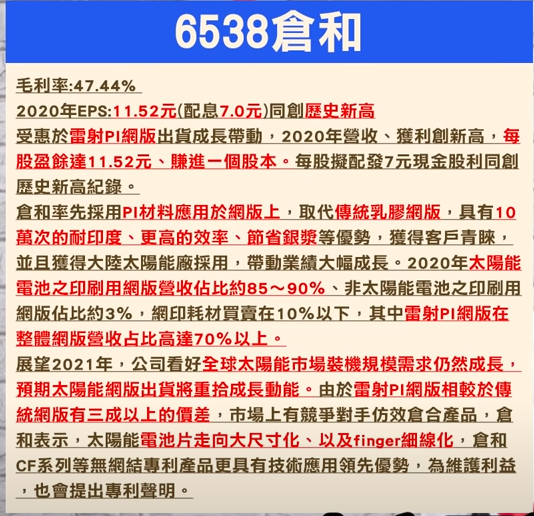 6538倉和
毛利率:47.44%
2020年EPS:11.52元(配息7.0元)同創歷史新高
受惠於雷射PI網版出貨成長帶動，2020年營收、獲利創新高，每
股盈餘達11.52元、賺進一個股本。每股擬配發7元現金股利同創
歷史新高紀錄。
倉和率先採用PI材料應用於網版上，取代傳統乳膠網版，具有10
萬次的耐印度、更高的效率、節省銀漿等優勢，獲得客戶青睞，
並且獲得大陸太陽能廠採用，帶動業績大幅成長。2020年太陽能
電池之印刷用網版營收佔比約85～90%、非太陽能電池之印刷用
網版佔比約3%，網印耗材買賣在10%以下，其中雷射PI網版在
整體網版營收占比高達70%以上。
展望2021年，公司看好全球太陽能市場裝機規模需求仍然成長，
預期太陽能網版出貨將重拾成長動能。由於雷射PI網版相較於傳
統網版有三成以上的價差，市場上有競爭對手仿效倉合產品，倉
和表示，太陽能電池片走向大尺寸化、以及finger細線化，倉和
CF系列等無網結專利產品更具有技術應用領先優勢，為維護利益
，也會提出專利聲明。